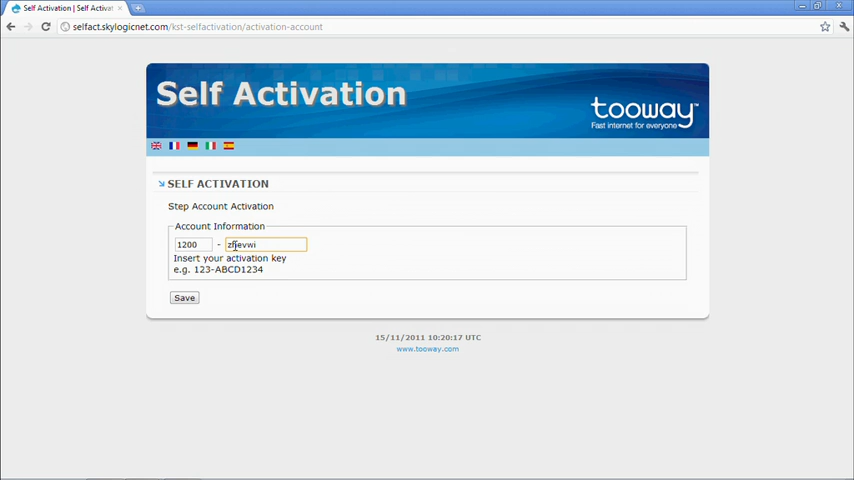 Self Activation | Self Activat
selfact.skylogicnet.com/kst-selfactivation/activation-account
Self Activation
tooway™
Fast internet for everyone
SELF ACTIVATION
Step Account Activation
Account Information
1200 -
Insert your activation key
e.g. 123-ABCD1234
Save
15/11/2011 10:20:17 UTC
www.tooway.com